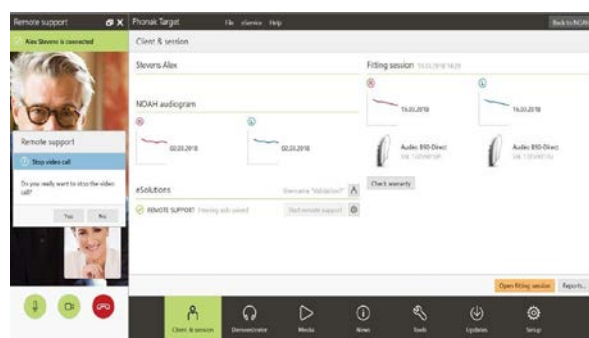 Remote support
Phonak Target
File eService Help
Back to NOAH
Alex Stevens is connected
Client & session
Stevens Alex
Fitting session
NOAH audiogram
R
L
16.03.2018
16.03.2018
R
L
02.03.2018
02.03.2018
Remote support
Stop video call
Do you really want to stop the video
call?
Yes No
Audéo B90-Direct
Audéo B90-Direct
Check warranty
eSolutions
REMOTE SUPPORT Hearing aids paired
Start remote support
Open fitting session
Reports...
Client & session
Demonstrator
Media
News
Tools
Updates
Setup